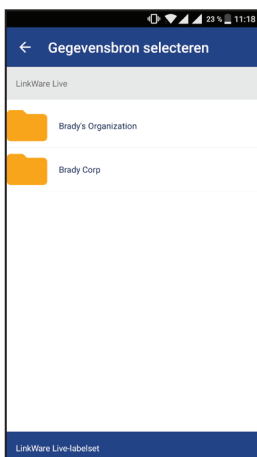 23 % 11:18
Gegevensbron selecteren
LinkWare Live
Brady's Organization
Brady Corp
LinkWare Live-labelset